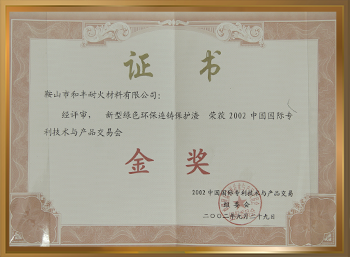 证书
鞍山市和丰耐火材料有限公司:
经评审, 新型绿色环保连铸保护渣 荣获2002中国国际专
利技术与产品交易会
金奖
2002中国国际专利技术与产品交易
组委会
二〇〇二年九月二十九日